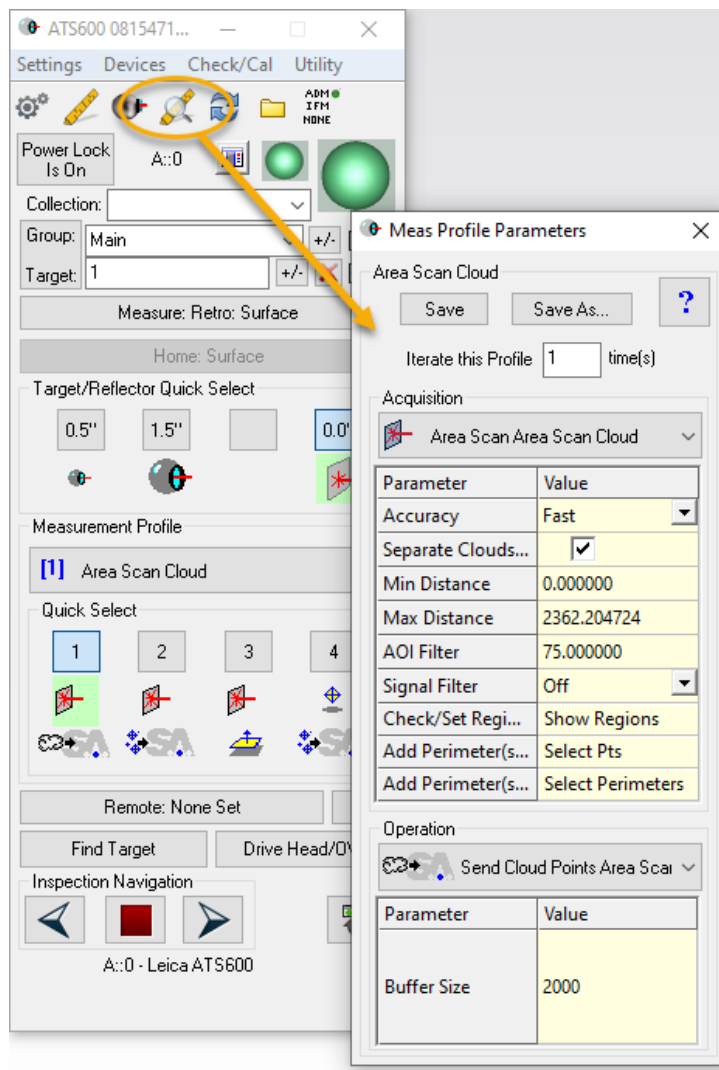 ATS600 0815471...
Settings Devices Check/Cal Utility
ADM
IFM
NONE
Power Lock
Is On
A::0
Collection:
Group: Main +/-
Target: 1 +/-
Measure: Retro: Surface
Home: Surface
Target/Reflector Quick Select
0.5" 1.5" 0.0"
Measurement Profile
[1] Area Scan Cloud
Quick Select
1 2 3 4
SA SA SA
Remote: None Set
Find Target Drive Head/OV
Inspection Navigation
A::0 - Leica ATS600
Meas Profile Parameters
Area Scan Cloud
Save Save As... ?
Iterate this Profile 1 time(s)
Acquisition
Area Scan Area Scan Cloud
Parameter Value
Accuracy Fast
Separate Clouds...
Min Distance 0.000000
Max Distance 2362.204724
AOI Filter 75.000000
Signal Filter Off
Check/Set Regi... Show Regions
Add Perimeter(s... Select Pts
Add Perimeter(s... Select Perimeters
Operation
SA Send Cloud Points Area Scar
Parameter Value
Buffer Size 2000